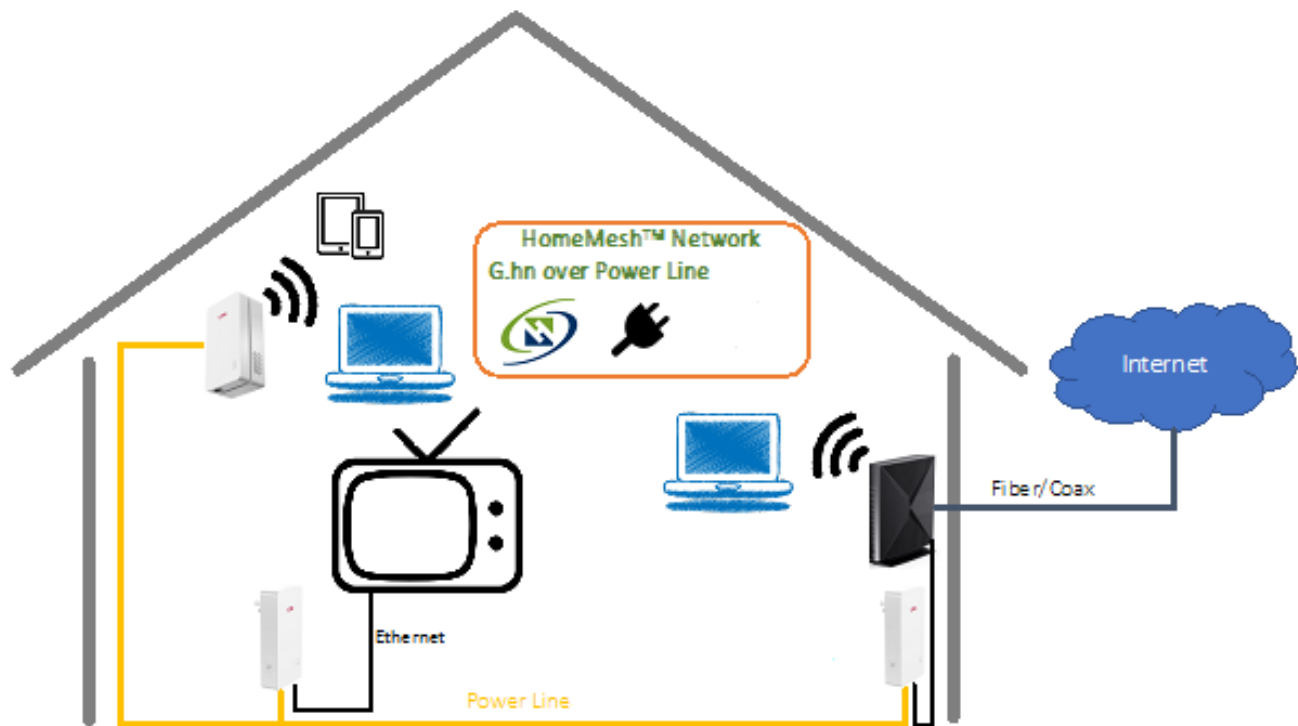 HomeMesh™ Network
G.hn over Power Line
Internet
Fiber/Coax
Ethernet
Power Line